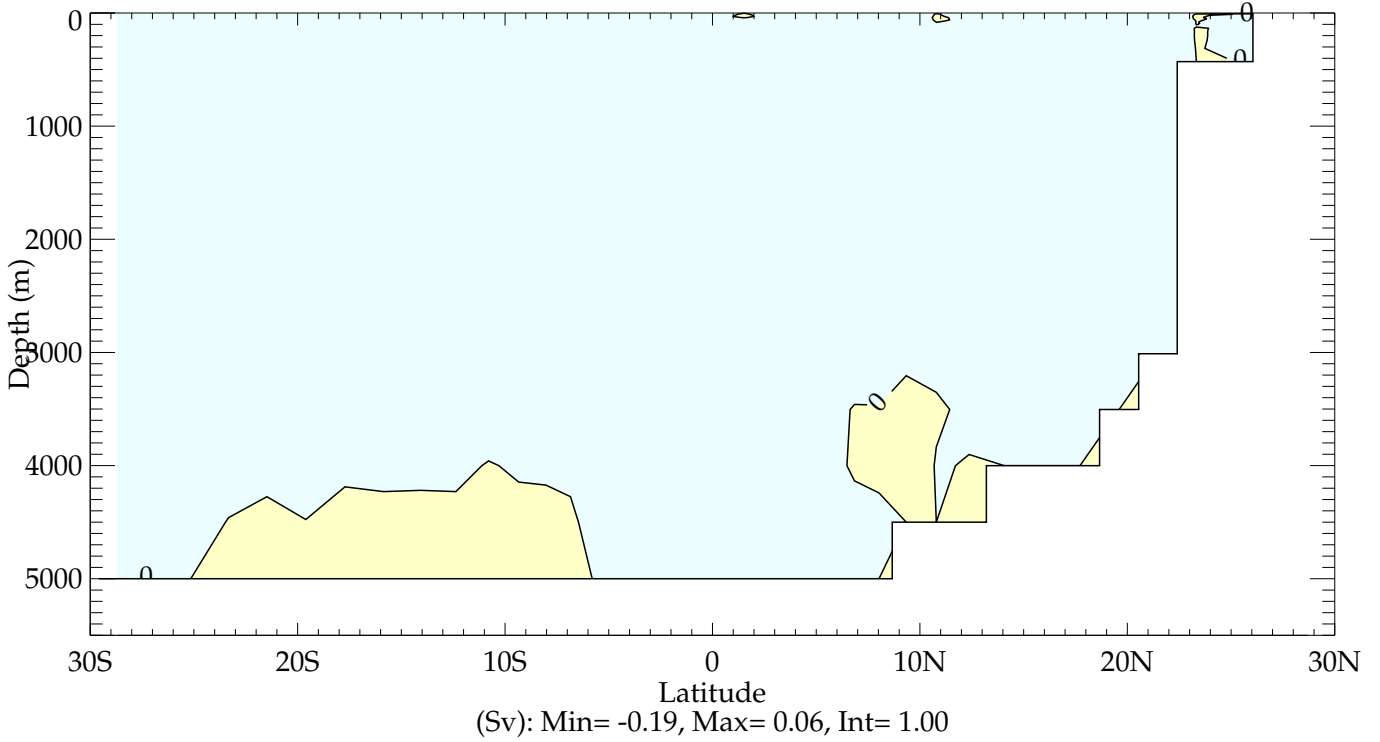 0
0
0
1000
2000
Depth (m)
3000
0
4000
0
5000
30S 20S 10S 0 10N 20N 30N
Latitude
(Sv): Min= -0.19, Max= 0.06, Int= 1.00